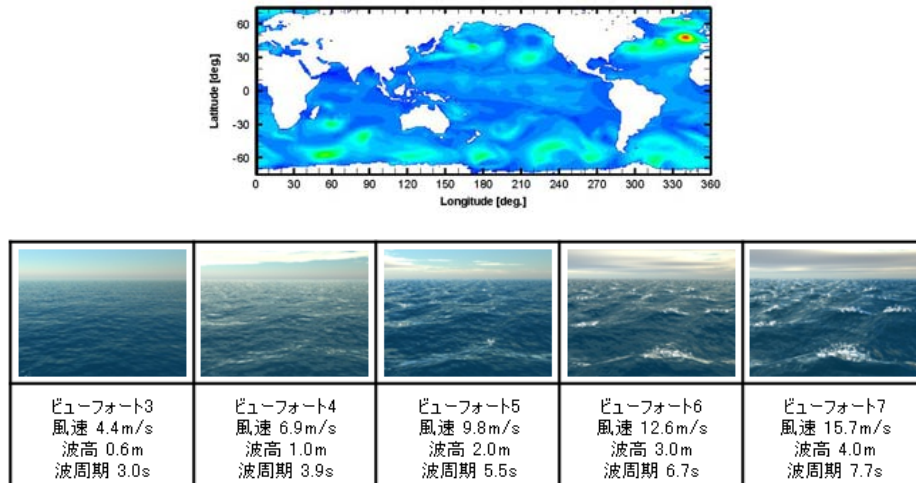 60
30
0
-30
-60
Latitude [deg.]
0 30 60 90 120 150 180 210 240 270 300 330 360
Longitude [deg.]
ビューフォート3
風速 4.4m/s
波高 0.6m
波周期 3.0s
ビューフォート4
風速 6.9m/s
波高 1.0m
波周期 3.9s
ビューフォート5
風速 9.8m/s
波高 2.0m
波周期 5.5s
ビューフォート6
風速 12.6m/s
波高 3.0m
波周期 6.7s
ビューフォート7
風速 15.7m/s
波高 4.0m
波周期 7.7s